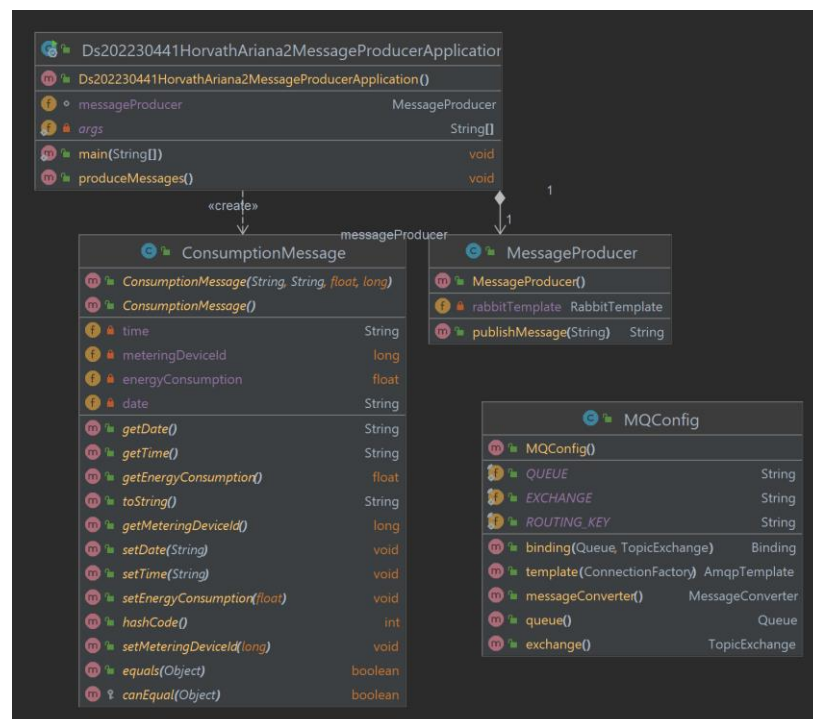 Ds202230441HorvathAriana2MessageProducerApplication
Ds202230441HorvathAriana2MessageProducerApplication()
messageProducer MessageProducer
args String[]
main(String[]) void
produceMessages() void
«create»
1
1
messageProducer
ConsumptionMessage
ConsumptionMessage(String, String, float, long)
ConsumptionMessage()
time String
meteringDeviceId long
energyConsumption float
date String
getDate() String
getTime() String
getEnergyConsumption() float
toString() String
getMeteringDeviceId() long
setDate(String) void
setTime(String) void
setEnergyConsumption(float) void
hashCode() int
setMeteringDeviceId(long) void
equals(Object) boolean
canEqual(Object) boolean
MessageProducer
MessageProducer()
rabbitTemplate RabbitTemplate
publishMessage(String) String
MQConfig
MQConfig()
QUEUE String
EXCHANGE String
ROUTING_KEY String
binding(Queue, TopicExchange) Binding
template(ConnectionFactory) AmqpTemplate
messageConverter() MessageConverter
queue() Queue
exchange() TopicExchange